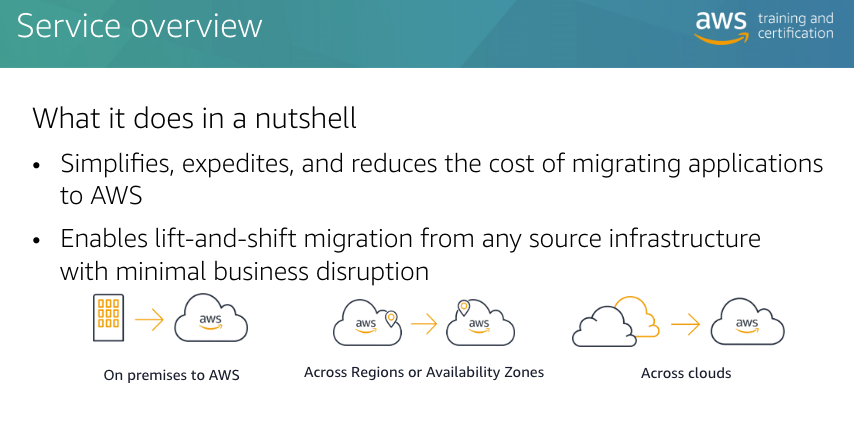 Service overview
aws training and
certification
What it does in a nutshell
• Simplifies, expedites, and reduces the cost of migrating applications
to AWS
• Enables lift-and-shift migration from any source infrastructure
with minimal business disruption
aws
aws
aws
aws
On premises to AWS
Across Regions or Availability Zones
Across clouds